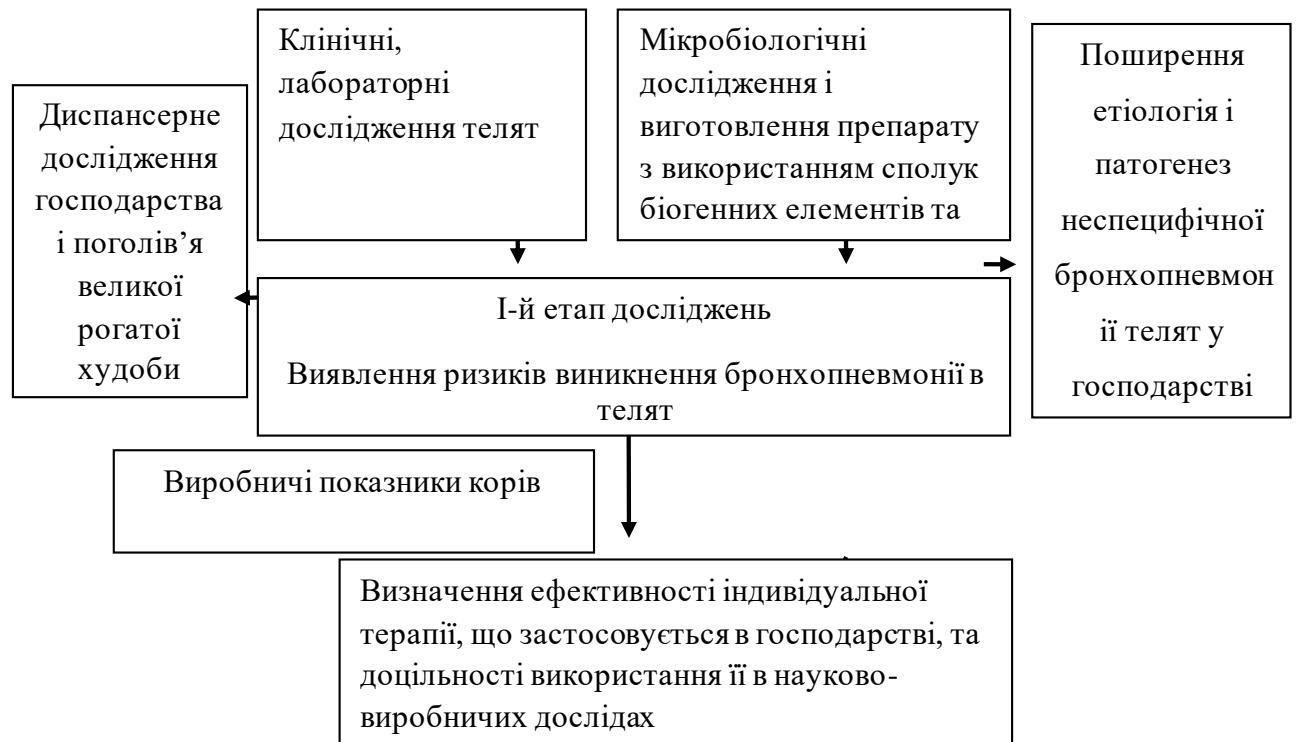 Клінічні,
лабораторні
дослідження телят
Мікробіологічні
дослідження і
виготовлення препарату
з використанням сполук
біогенних елементів та
Поширення
етіологія і
патогенез
неспецифічної
бронхопневмон
ії телят у
господарстві
Диспансерне
дослідження
господарства
і поголів’я
великої
рогатої
худоби
І-й етап досліджень
Виявлення ризиків виникнення бронхопневмонії в
телят
Виробничі показники корів
Визначення ефективності індивідуальної
терапії, що застосовується в господарстві, та
доцільності використання її в науково-
виробничих дослідах